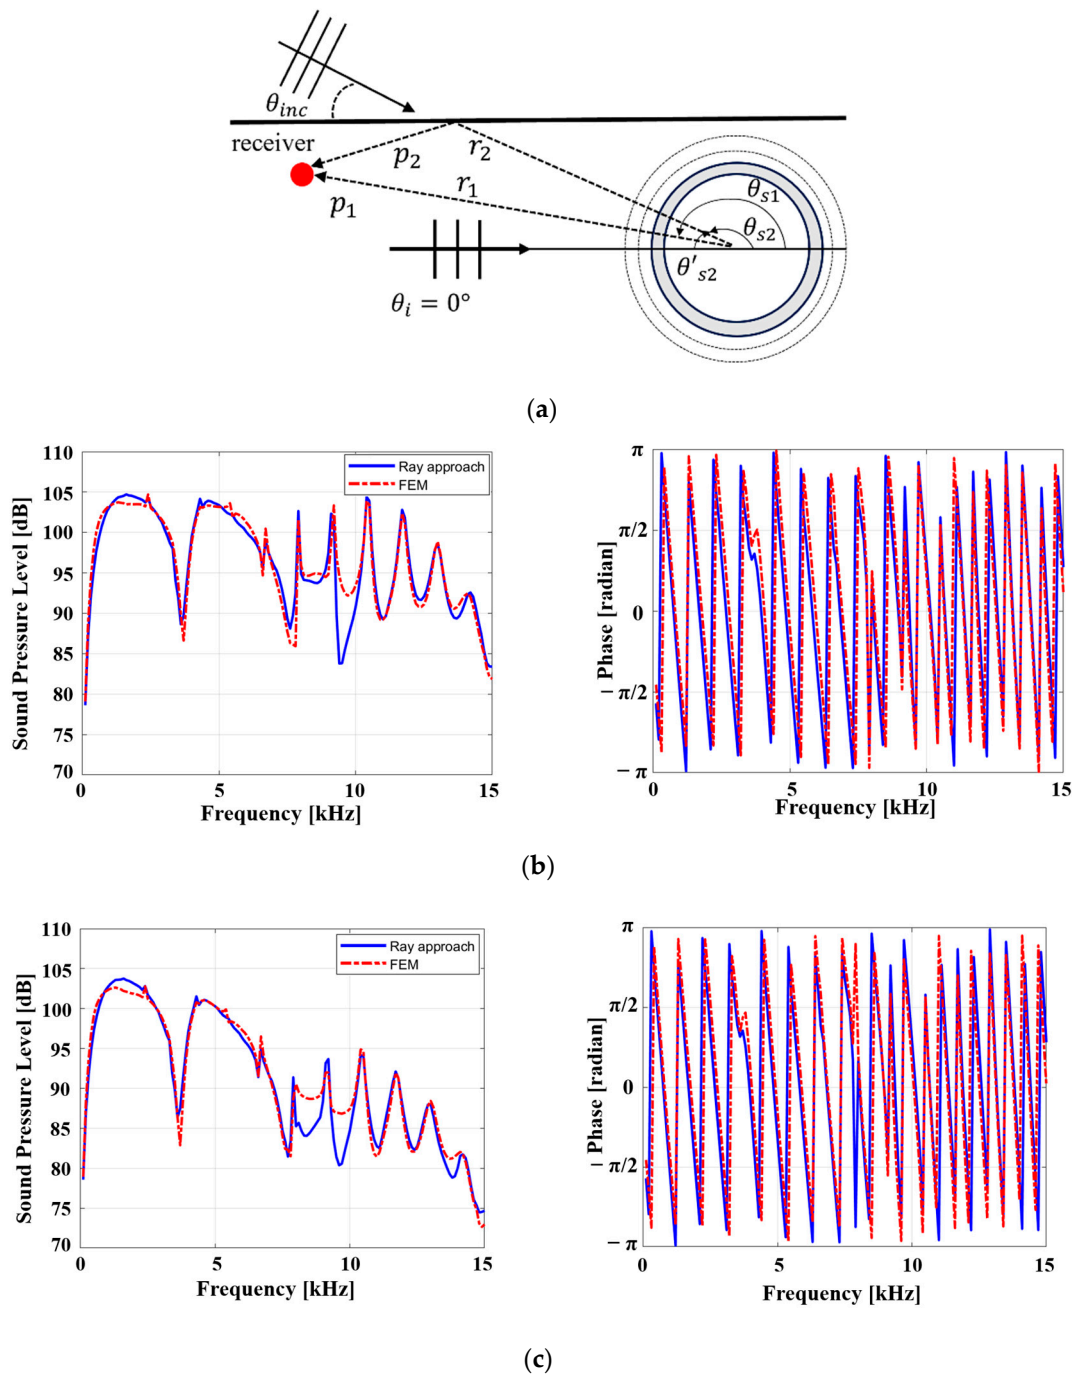 θinc
receiver
p2
r2
r1
p1
θs1
θs2
θ's2
θi = 0°
(a)
110
105
100
95
90
85
80
75
70
Sound Pressure Level [dB]
Ray approach
FEM
0
5
10
15
Frequency [kHz]
π
π/2
0
−π/2
−π
Phase [radian]
0
5
10
15
Frequency [kHz]
(b)
110
105
100
95
90
85
80
75
70
Sound Pressure Level [dB]
Ray approach
FEM
0
5
10
15
Frequency [kHz]
π
π/2
0
−π/2
−π
Phase [radian]
0
5
10
15
Frequency [kHz]
(c)